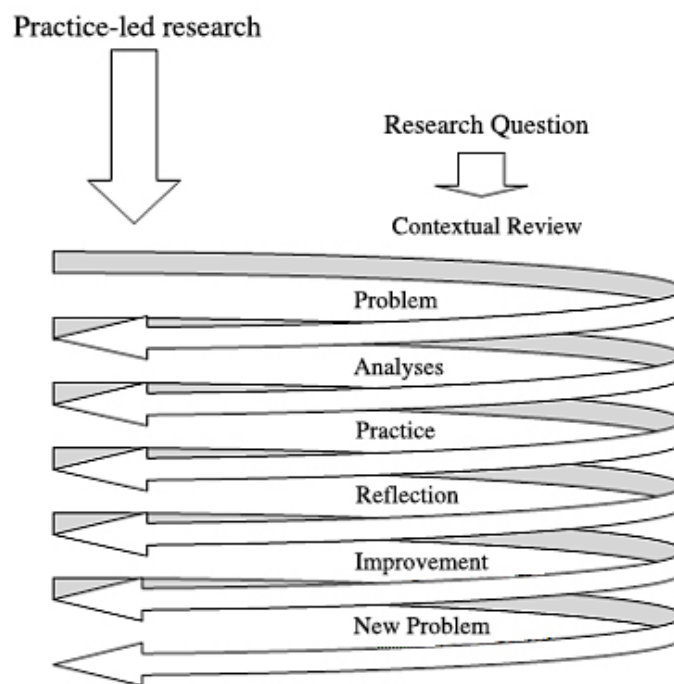 Practice-led research
Research Question
Contextual Review
Problem
Analyses
Practice
Reflection
Improvement
New Problem